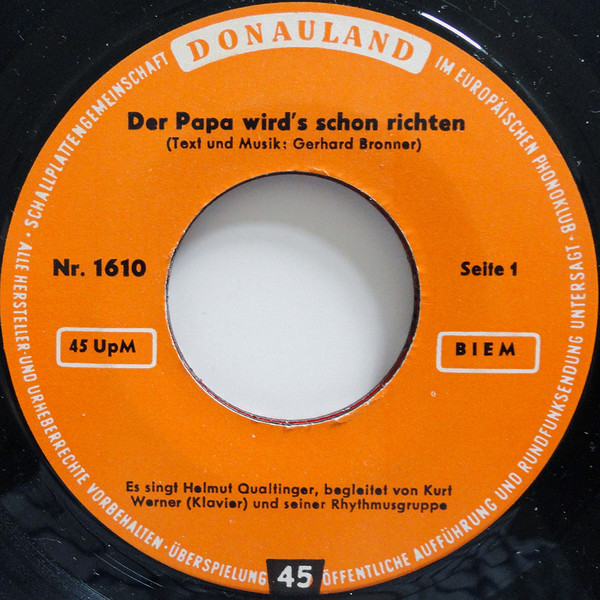 DONAULAND
SCHALLPLATTENGEMEINSCHAFT
IM EUROPÄISCHEN PHONOKLUB ·
Der Papa wird's schon richten
(Text und Musik: Gerhard Bronner)
Nr. 1610
Seite 1
45 UpM
BIEM
Es singt Helmut Qualtinger, begleitet von Kurt
Werner (Klavier) und seiner Rhythmusgruppe
· ALLE HERSTELLER- UND URHEBERRECHTE VORBEHALTEN · ÜBERSPIELUNG
45
ÖFFENTLICHE AUFFÜHRUNG UND RUNDFUNKSENDUNG UNTERSAGT ·